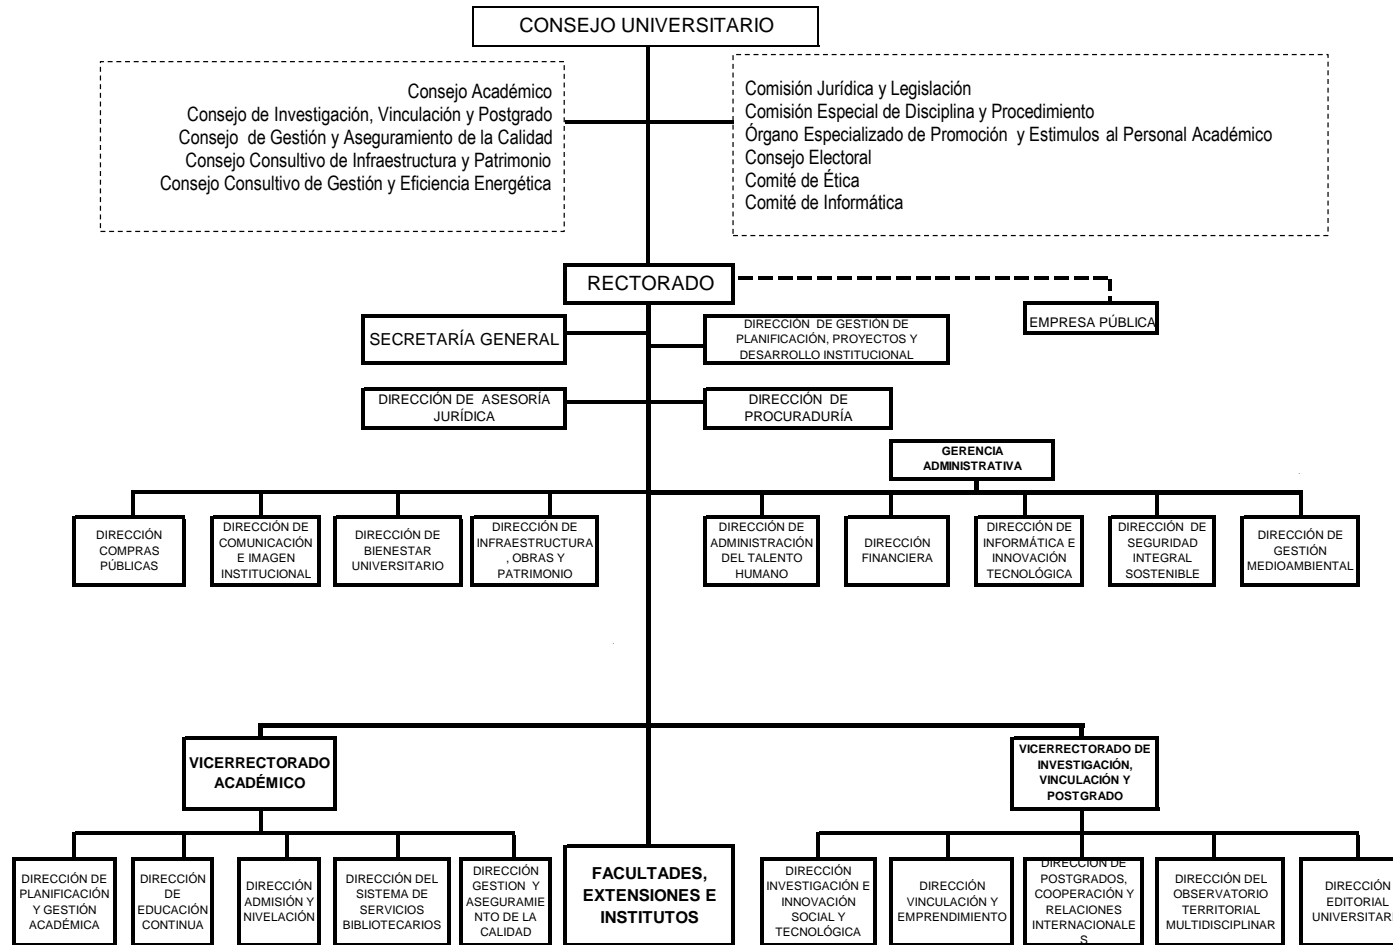 CONSEJO UNIVERSITARIO
Consejo Académico
Consejo de Investigación, Vinculación y Postgrado
Consejo de Gestión y Aseguramiento de la Calidad
Consejo Consultivo de Infraestructura y Patrimonio
Consejo Consultivo de Gestión y Eficiencia Energética
Comisión Jurídica y Legislación
Comisión Especial de Disciplina y Procedimiento
Órgano Especializado de Promoción y Estimulos al Personal Académico
Consejo Electoral
Comité de Ética
Comité de Informática
RECTORADO
EMPRESA PÚBLICA
SECRETARÍA GENERAL
DIRECCIÓN DE GESTIÓN DE
PLANIFICACIÓN, PROYECTOS Y
DESARROLLO INSTITUCIONAL
DIRECCIÓN DE ASESORÍA
JURÍDICA
DIRECCIÓN DE
PROCURADURÍA
GERENCIA
ADMINISTRATIVA
DIRECCIÓN
COMPRAS
PÚBLICAS
DIRECCIÓN DE
COMUNICACIÓN
E IMAGEN
INSTITUCIONAL
DIRECCIÓN DE
BIENESTAR
UNIVERSITARIO
DIRECCIÓN DE
INFRAESTRUCTURA
, OBRAS Y
PATRIMONIO
DIRECCIÓN DE
ADMINISTRACIÓN
DEL TALENTO
HUMANO
DIRECCIÓN
FINANCIERA
DIRECCIÓN DE
INFORMÁTICA E
INNOVACIÓN
TECNOLÓGICA
DIRECCIÓN DE
SEGURIDAD
INTEGRAL
SOSTENIBLE
DIRECCIÓN DE
GESTIÓN
MEDIOAMBIENTAL
VICERRECTORADO
ACADÉMICO
VICERRECTORADO DE
INVESTIGACIÓN,
VINCULACIÓN Y
POSTGRADO
DIRECCIÓN DE
PLANIFICACIÓN
Y GESTIÓN
ACADÉMICA
DIRECCIÓN
DE
EDUCACIÓN
CONTINUA
DIRECCIÓN
ADMISIÓN Y
NIVELACIÓN
DIRECCIÓN DEL
SISTEMA DE
SERVICIOS
BIBLIOTECARIOS
DIRECCIÓN
GESTION Y
ASEGURAMIE
NTO DE LA
CALIDAD
FACULTADES,
EXTENSIONES E
INSTITUTOS
DIRECCIÓN
INVESTIGACIÓN E
INNOVACIÓN
SOCIAL Y
TECNOLÓGICA
DIRECCIÓN
VINCULACIÓN Y
EMPRENDIMIENTO
DIRECCIÓN DE
POSTGRADOS,
COOPERACIÓN Y
RELACIONES
INTERNACIONALE
S
DIRECCIÓN DEL
OBSERVATORIO
TERRITORIAL
MULTIDISCIPLINAR
DIRECCIÓN
EDITORIAL